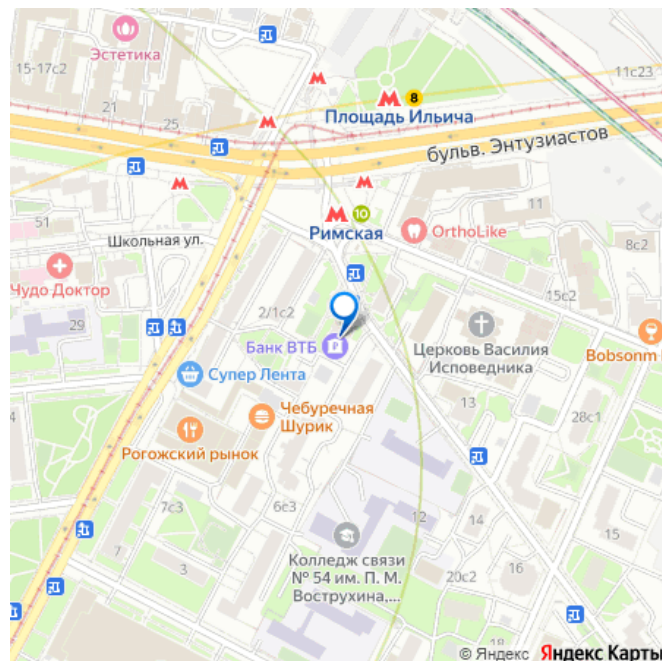 Эстетика
15-17с2
11с23
21
8
Площадь Ильича
25
бульв. Энтузиастов
10
Римская
51
OrthoLike
11
Школьная ул.
8с2
Чудо Доктор
15с2
2/1с2
29
Банк ВТБ
Церковь Василия
Исповедника
Bobsonm
Супер Лента
Чебуречная
Шурик
13
28с1
Рогожский рынок
7с3
6с3
12
14
7
3
Колледж связи
№ 54 им. П. М.
Вострухина,...
20с2
16
18
© Яндекс Яндекс Карты